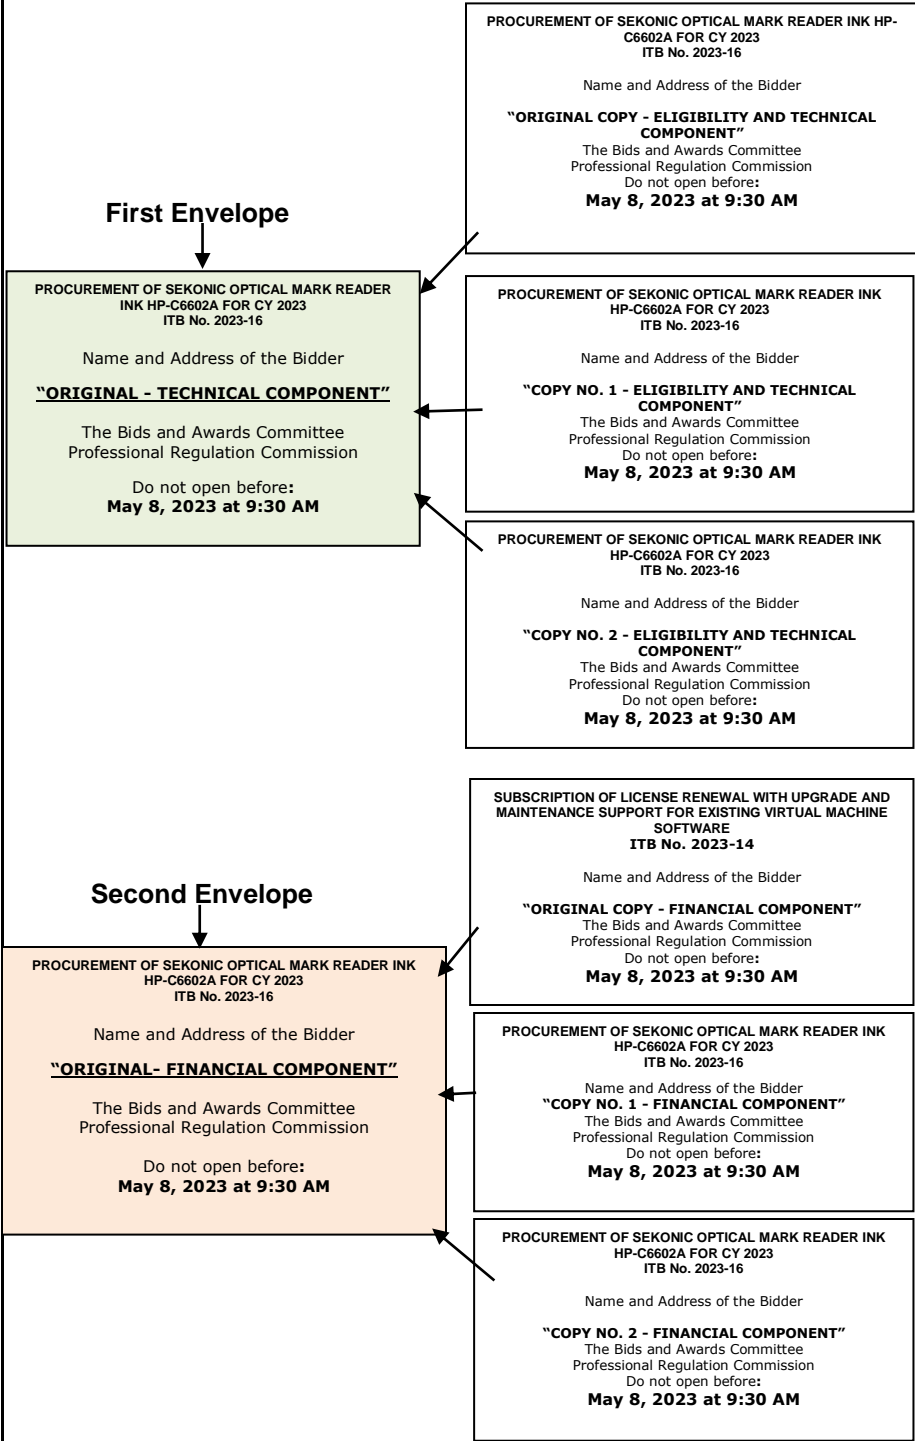 First Envelope
PROCUREMENT OF SEKONIC OPTICAL MARK READER
INK HP-C6602A FOR CY 2023
ITB No. 2023-16
Name and Address of the Bidder
“ORIGINAL - TECHNICAL COMPONENT”
The Bids and Awards Committee
Professional Regulation Commission
Do not open before:
May 8, 2023 at 9:30 AM
PROCUREMENT OF SEKONIC OPTICAL MARK READER INK HP-
C6602A FOR CY 2023
ITB No. 2023-16
Name and Address of the Bidder
“ORIGINAL COPY - ELIGIBILITY AND TECHNICAL
COMPONENT”
The Bids and Awards Committee
Professional Regulation Commission
Do not open before:
May 8, 2023 at 9:30 AM
PROCUREMENT OF SEKONIC OPTICAL MARK READER INK
HP-C6602A FOR CY 2023
ITB No. 2023-16
Name and Address of the Bidder
“COPY NO. 1 - ELIGIBILITY AND TECHNICAL
COMPONENT”
The Bids and Awards Committee
Professional Regulation Commission
Do not open before:
May 8, 2023 at 9:30 AM
PROCUREMENT OF SEKONIC OPTICAL MARK READER INK
HP-C6602A FOR CY 2023
ITB No. 2023-16
Name and Address of the Bidder
“COPY NO. 2 - ELIGIBILITY AND TECHNICAL
COMPONENT”
The Bids and Awards Committee
Professional Regulation Commission
Do not open before:
May 8, 2023 at 9:30 AM
Second Envelope
PROCUREMENT OF SEKONIC OPTICAL MARK READER INK
HP-C6602A FOR CY 2023
ITB No. 2023-16
Name and Address of the Bidder
“ORIGINAL- FINANCIAL COMPONENT”
The Bids and Awards Committee
Professional Regulation Commission
Do not open before:
May 8, 2023 at 9:30 AM
SUBSCRIPTION OF LICENSE RENEWAL WITH UPGRADE AND
MAINTENANCE SUPPORT FOR EXISTING VIRTUAL MACHINE
SOFTWARE
ITB No. 2023-14
Name and Address of the Bidder
“ORIGINAL COPY - FINANCIAL COMPONENT”
The Bids and Awards Committee
Professional Regulation Commission
Do not open before:
May 8, 2023 at 9:30 AM
PROCUREMENT OF SEKONIC OPTICAL MARK READER INK
HP-C6602A FOR CY 2023
ITB No. 2023-16
Name and Address of the Bidder
“COPY NO. 1 - FINANCIAL COMPONENT”
The Bids and Awards Committee
Professional Regulation Commission
Do not open before:
May 8, 2023 at 9:30 AM
PROCUREMENT OF SEKONIC OPTICAL MARK READER INK
HP-C6602A FOR CY 2023
ITB No. 2023-16
Name and Address of the Bidder
“COPY NO. 2 - FINANCIAL COMPONENT”
The Bids and Awards Committee
Professional Regulation Commission
Do not open before:
May 8, 2023 at 9:30 AM